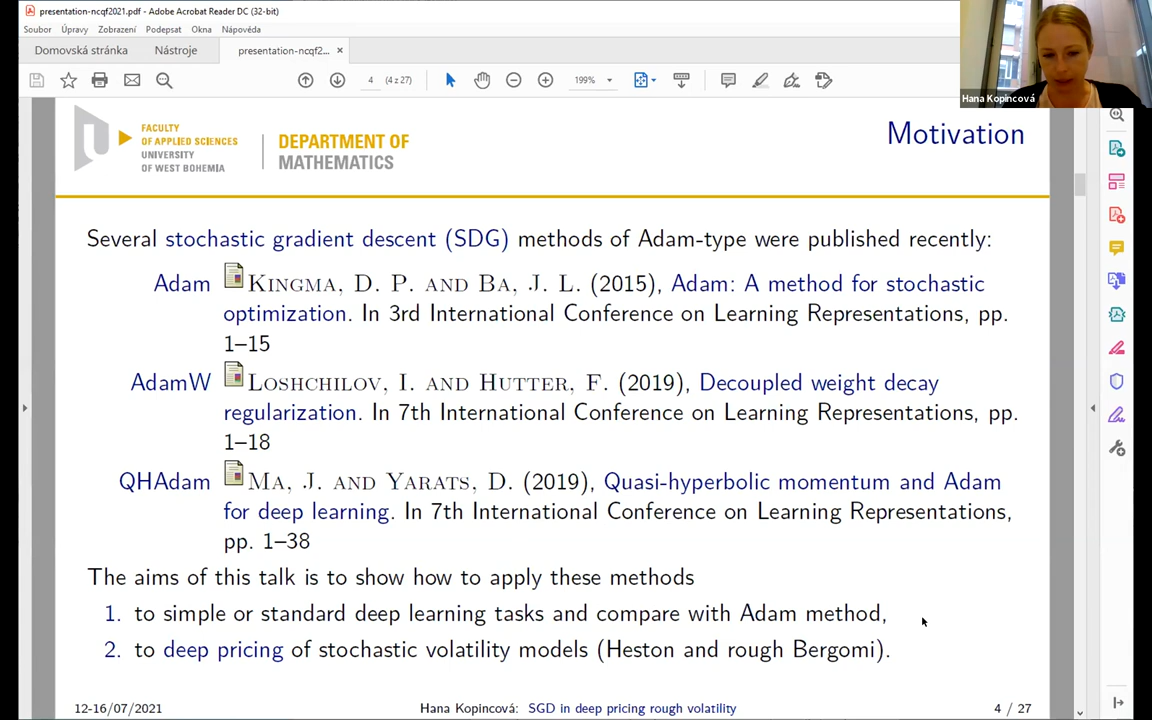 presentation-ncqf2021.pdf - Adobe Acrobat Reader DC (32-bit)
Soubor Úpravy Zobrazení Podepsat Okna Nápověda
Domovská stránka Nástroje presentation-ncqf2... ×
4 (4 z 27) 199%
Hana Kopincová
FACULTY
OF APPLIED SCIENCES
UNIVERSITY
OF WEST BOHEMIA
DEPARTMENT OF
MATHEMATICS
Motivation
Several stochastic gradient descent (SDG) methods of Adam-type were published recently:
Adam KINGMA, D. P. AND BA, J. L. (2015), Adam: A method for stochastic
optimization. In 3rd International Conference on Learning Representations, pp.
1–15
AdamW LOSHCHILOV, I. AND HUTTER, F. (2019), Decoupled weight decay
regularization. In 7th International Conference on Learning Representations, pp.
1–18
QHAdam MA, J. AND YARATS, D. (2019), Quasi-hyperbolic momentum and Adam
for deep learning. In 7th International Conference on Learning Representations,
pp. 1–38
The aims of this talk is to show how to apply these methods
1. to simple or standard deep learning tasks and compare with Adam method,
2. to deep pricing of stochastic volatility models (Heston and rough Bergomi).
12-16/07/2021 Hana Kopincová: SGD in deep pricing rough volatility 4 / 27